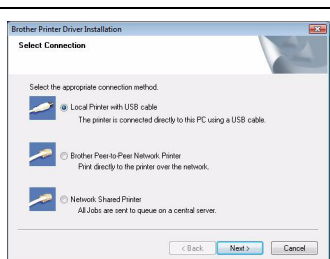 Brother Printer Driver Installation
Select Connection
Select the appropriate connection method.
Local Printer with USB cable
The printer is connected directly to this PC using a USB cable.
Brother Peer-to-Peer Network Printer
Print directly to the printer over the network.
Network Shared Printer
All Jobs are sent to queue on a central server.
< Back Next > Cancel